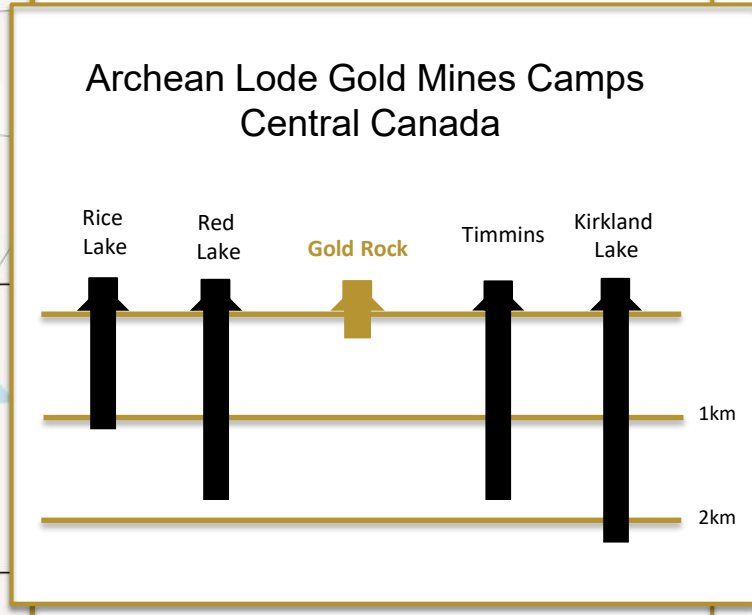 Archean Lode Gold Mines Camps
Central Canada
Rice
Lake
Red
Lake
Gold Rock
Timmins
Kirkland
Lake
1km
2km